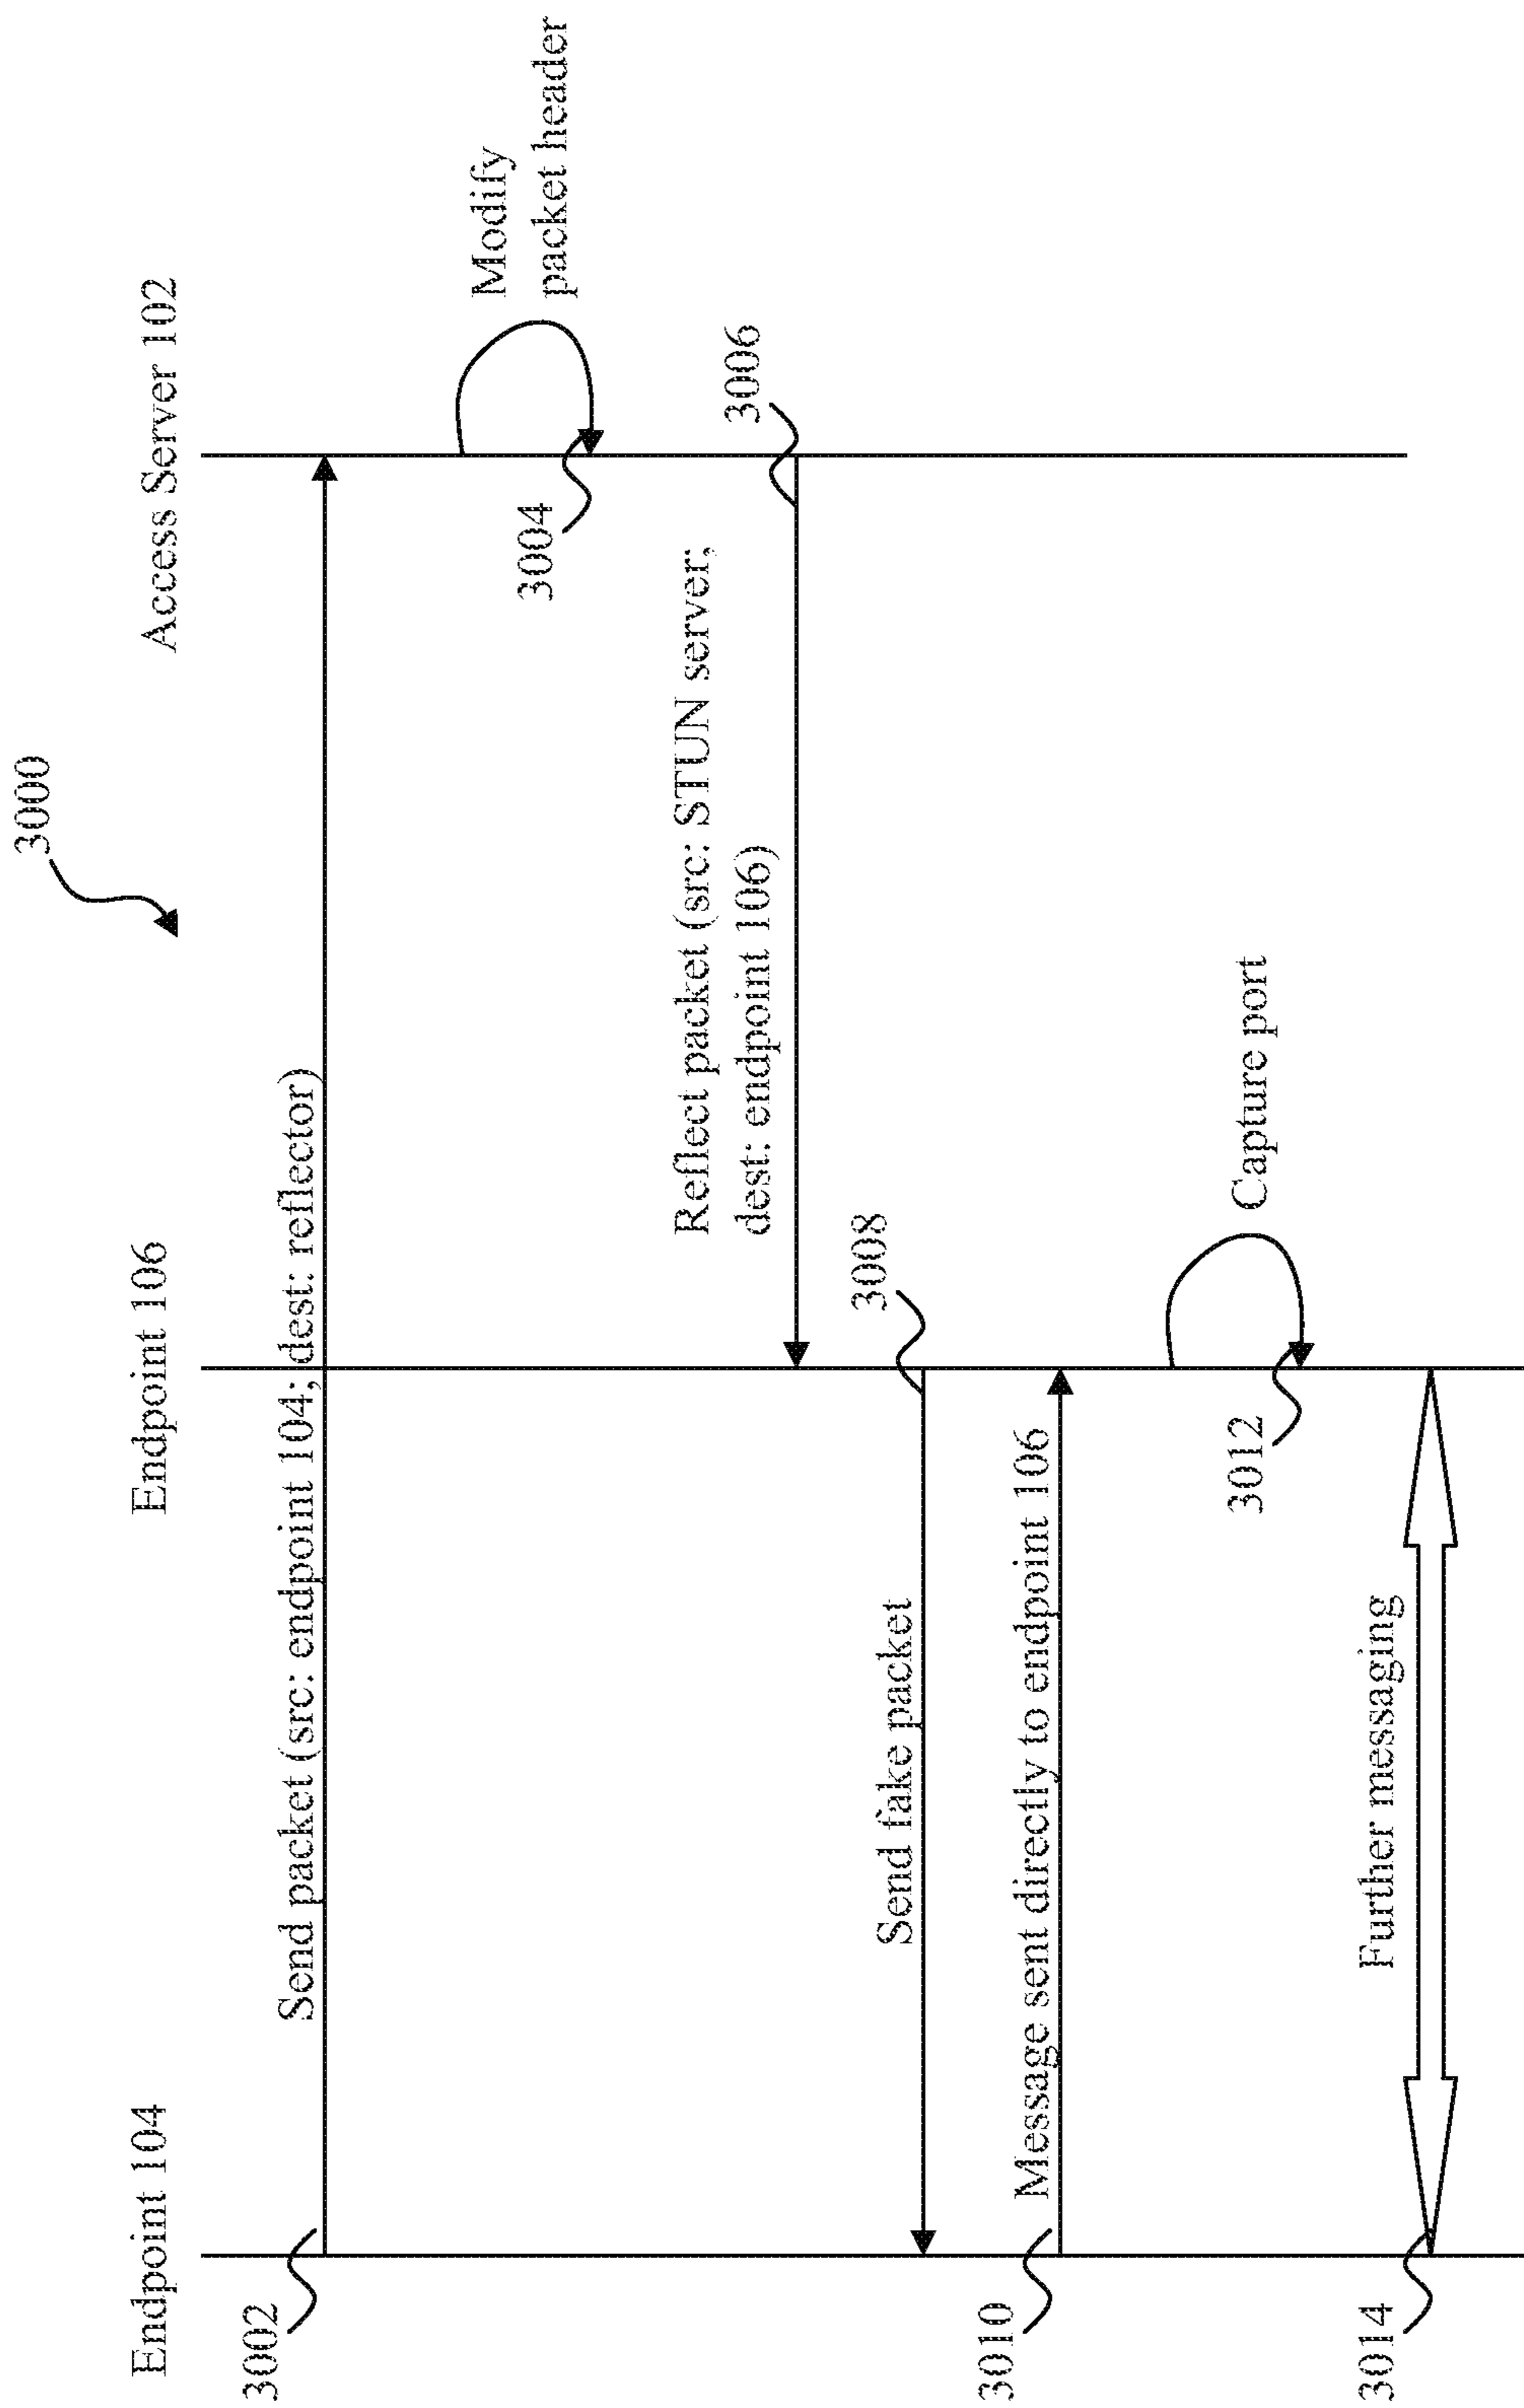 3000
Endpoint 104
Endpoint 106
Access Server 102
3002
Send packet (src: endpoint 104; dest: reflector)
Modify
packet header
3004
3006
Reflect packet (src: STUN server;
dest: endpoint 106)
3008
Send fake packet
3010
Message sent directly to endpoint 106
Capture port
3012
Further messaging
3014